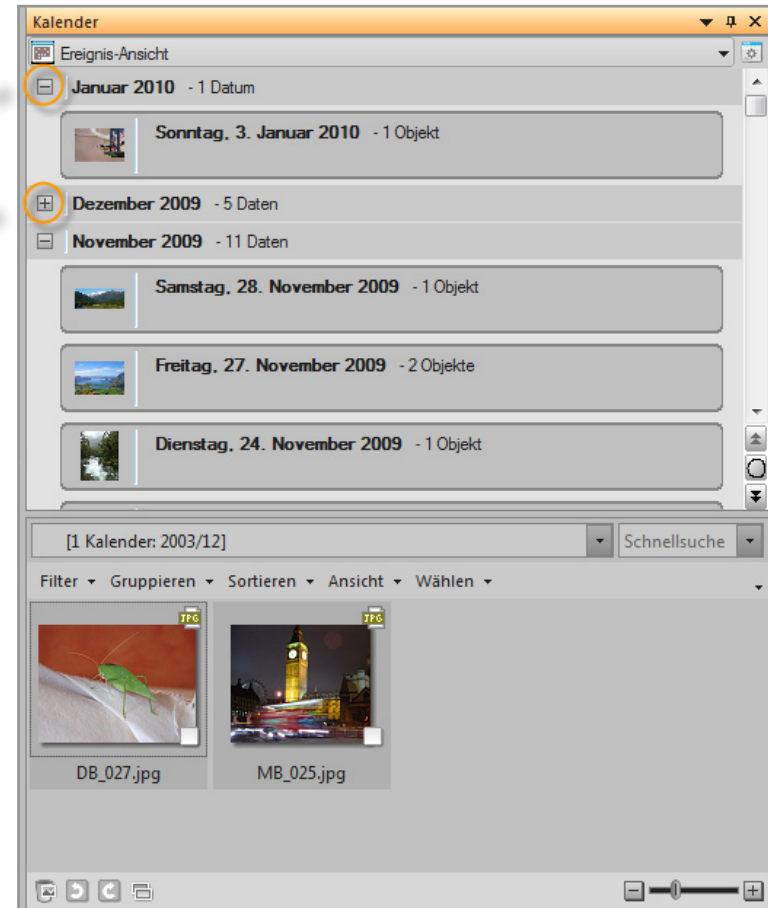 Kalender
Ereignis-Ansicht
Januar 2010 - 1 Datum
Sonntag, 3. Januar 2010 - 1 Objekt
Dezember 2009 - 5 Daten
November 2009 - 11 Daten
Samstag, 28. November 2009 - 1 Objekt
Freitag, 27. November 2009 - 2 Objekte
Dienstag, 24. November 2009 - 1 Objekt
[1 Kalender: 2003/12] Schnellsuche
Filter Gruppieren Sortieren Ansicht Wählen
JPG JPG
DB_027.jpg MB_025.jpg